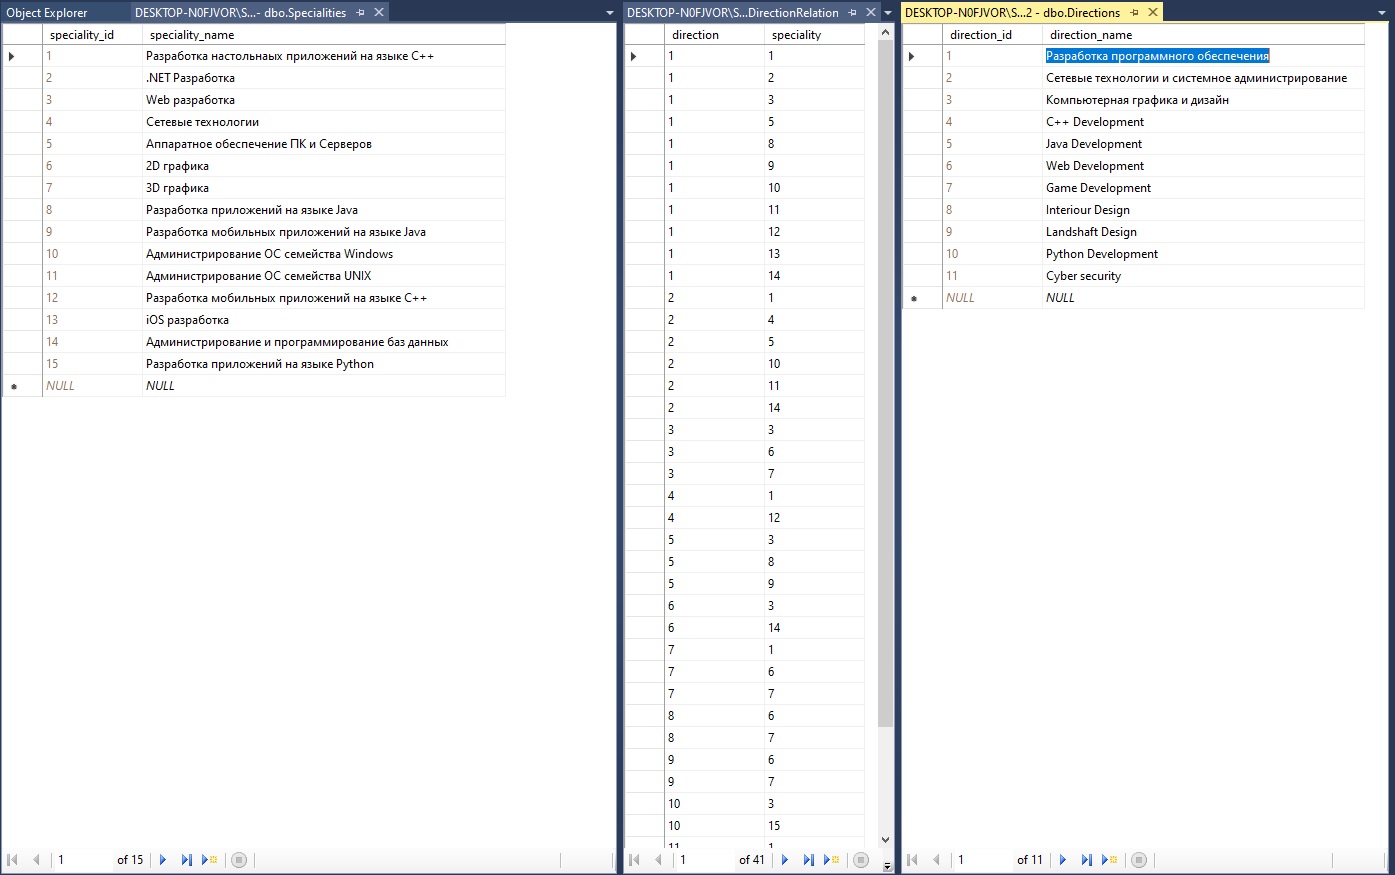 Object Explorer
DESKTOP-N0FJVOR\S...- dbo.Specialities
speciality_id speciality_name
1 Разработка настольнаых приложений на языке C++
2 .NET Разработка
3 Web разработка
4 Сетевые технологии
5 Аппаратное обеспечение ПК и Серверов
6 2D графика
7 3D графика
8 Разработка приложений на языке Java
9 Разработка мобильных приложений на языке Java
10 Администрирование ОС семейства Windows
11 Администрирование ОС семейства UNIX
12 Разработка мобильных приложений на языке C++
13 iOS разработка
14 Администрирование и программирование баз данных
15 Разработка приложений на языке Python
NULL NULL
1 of 15
DESKTOP-N0FJVOR\S...DirectionRelation
direction speciality
1 1
1 2
1 3
1 5
1 8
1 9
1 10
1 11
1 12
1 13
1 14
2 1
2 4
2 5
2 10
2 11
2 14
3 3
3 6
3 7
4 1
4 12
5 3
5 8
5 9
6 3
6 14
7 1
7 6
7 7
8 6
8 7
9 6
9 7
10 3
10 15
11 1
1 of 41
DESKTOP-N0FJVOR\S...2 - dbo.Directions
direction_id direction_name
1 Разработка программного обеспечения
2 Сетевые технологии и системное администрирование
3 Компьютерная графика и дизайн
4 C++ Development
5 Java Development
6 Web Development
7 Game Development
8 Interiour Design
9 Landshaft Design
10 Python Development
11 Cyber security
NULL NULL
1 of 11